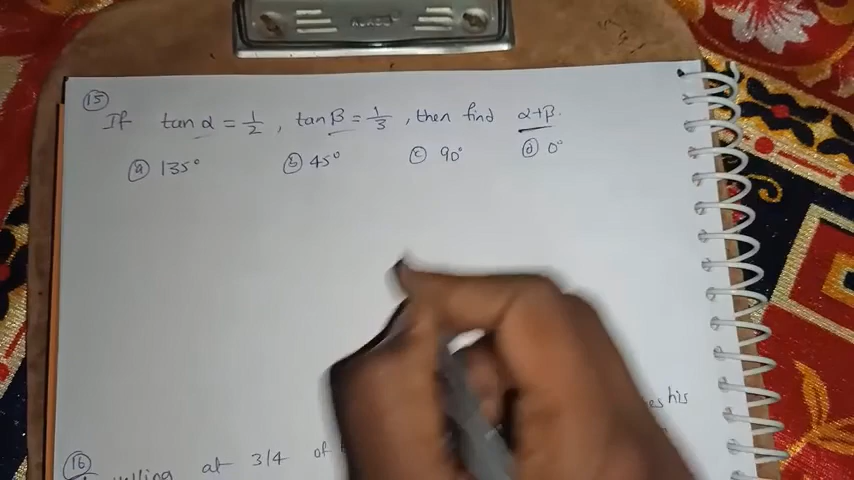 15
If tan α = 1/2 , tan β = 1/3 , then find α+β.
a 135° b 45° c 90° d 0°
his
16
at 3/4 of